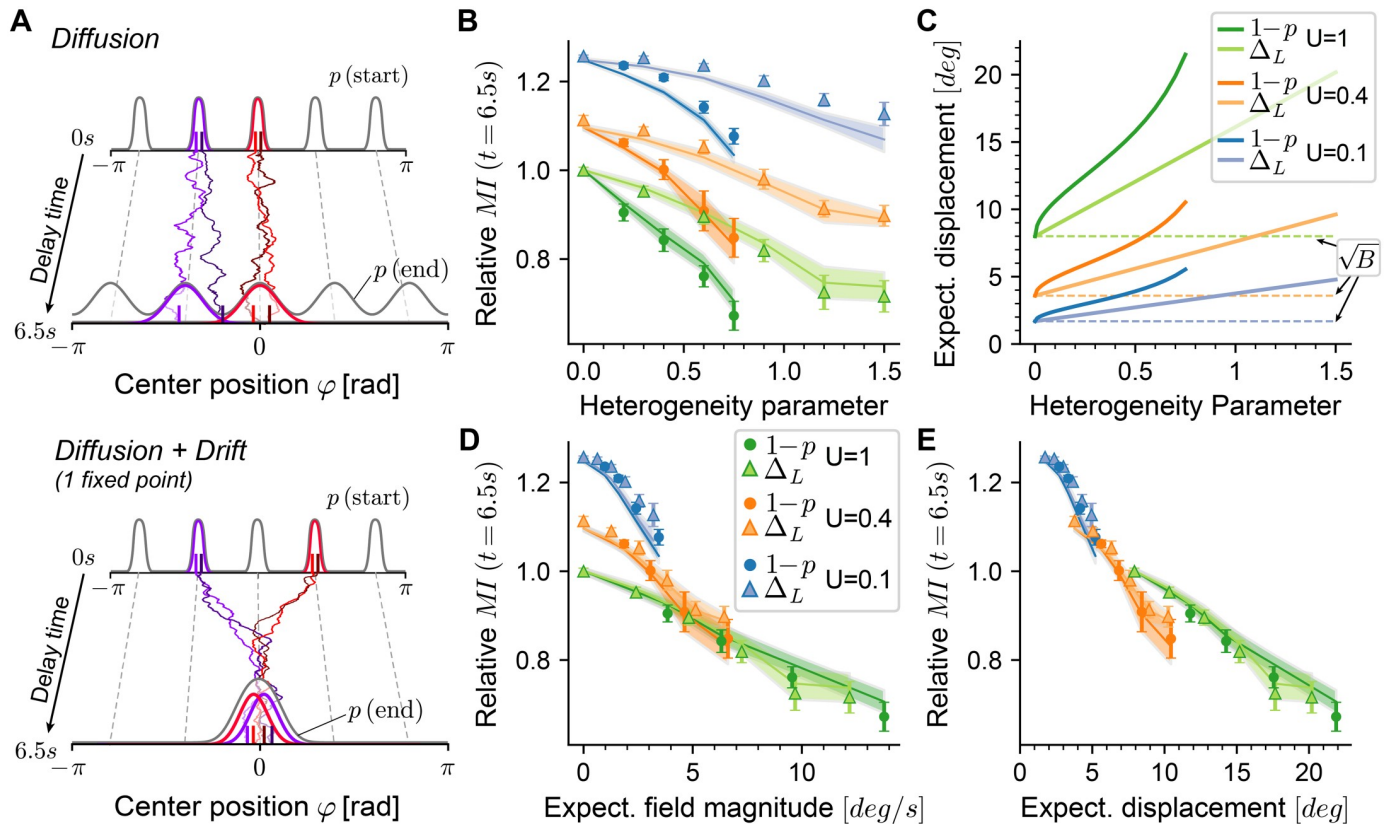 A
Diffusion
p (start)
0s
−π
π
Delay time
p (end)
6.5s
−π
0
π
Center position φ [rad]
Diffusion + Drift
(1 fixed point)
p (start)
0s
−π
π
Delay time
p (end)
6.5s
−π
0
π
Center position φ [rad]
B
Relative MI (t = 6.5s)
1.2
1.0
0.8
0.0
0.5
1.0
1.5
Heterogeneity parameter
C
Expect. displacement [deg]
20
15
10
5
0
0
0.5
1.0
1.5
Heterogeneity Parameter
1−p U=1
Δ_L
1−p U=0.4
Δ_L
1−p U=0.1
Δ_L
√B
D
Relative MI (t = 6.5s)
1.2
1.0
0.8
0
5
10
Expect. field magnitude [deg/s]
1−p U=1
Δ_L
1−p U=0.4
Δ_L
1−p U=0.1
Δ_L
E
Relative MI (t = 6.5s)
1.2
1.0
0.8
0
5
10
15
20
Expect. displacement [deg]